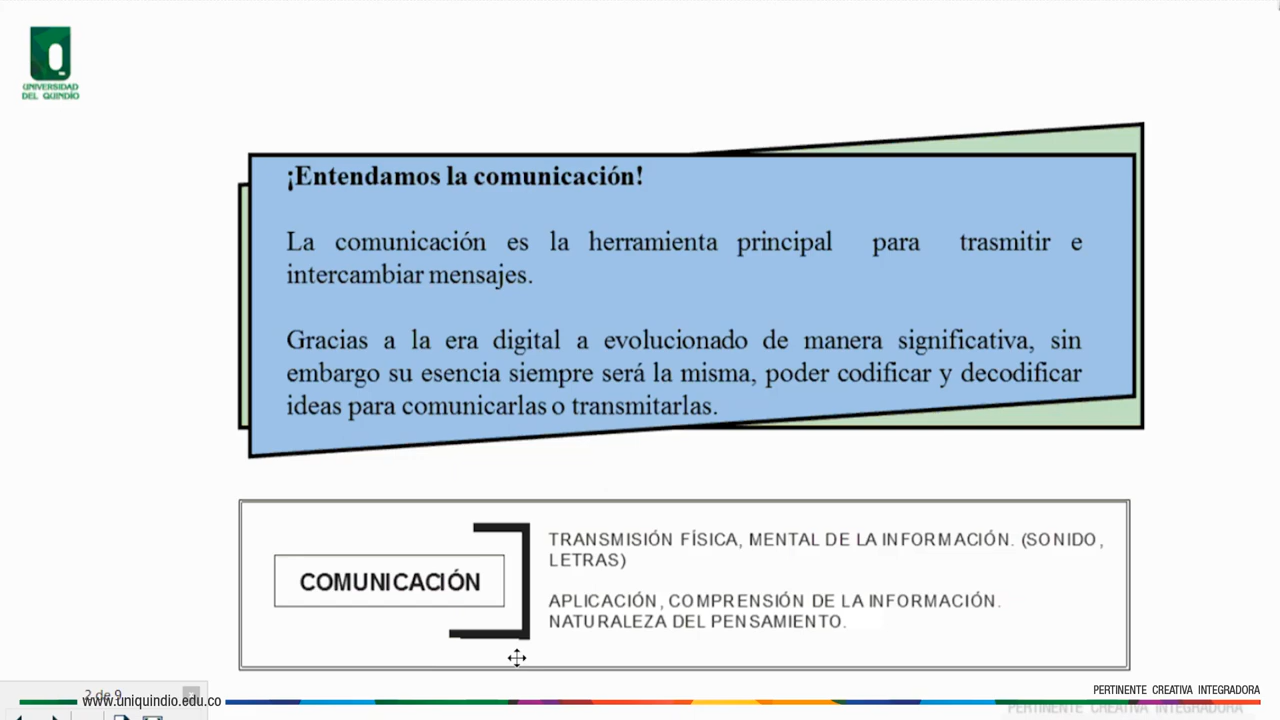 UNIVERSIDAD
DEL QUINDÍO
¡Entendamos la comunicación!
La comunicación es la herramienta principal para trasmitir e
intercambiar mensajes.
Gracias a la era digital a evolucionado de manera significativa, sin
embargo su esencia siempre será la misma, poder codificar y decodificar
ideas para comunicarlas o transmitarlas.
COMUNICACIÓN
TRANSMISIÓN FÍSICA, MENTAL DE LA INFORMACIÓN. (SONIDO,
LETRAS)
APLICACIÓN, COMPRENSIÓN DE LA INFORMACIÓN.
NATURALEZA DEL PENSAMIENTO.
2 de 9
www.uniquindio.edu.co
PERTINENTE CREATIVA INTEGRADORA
PERTINENTE CREATIVA INTEGRADORA